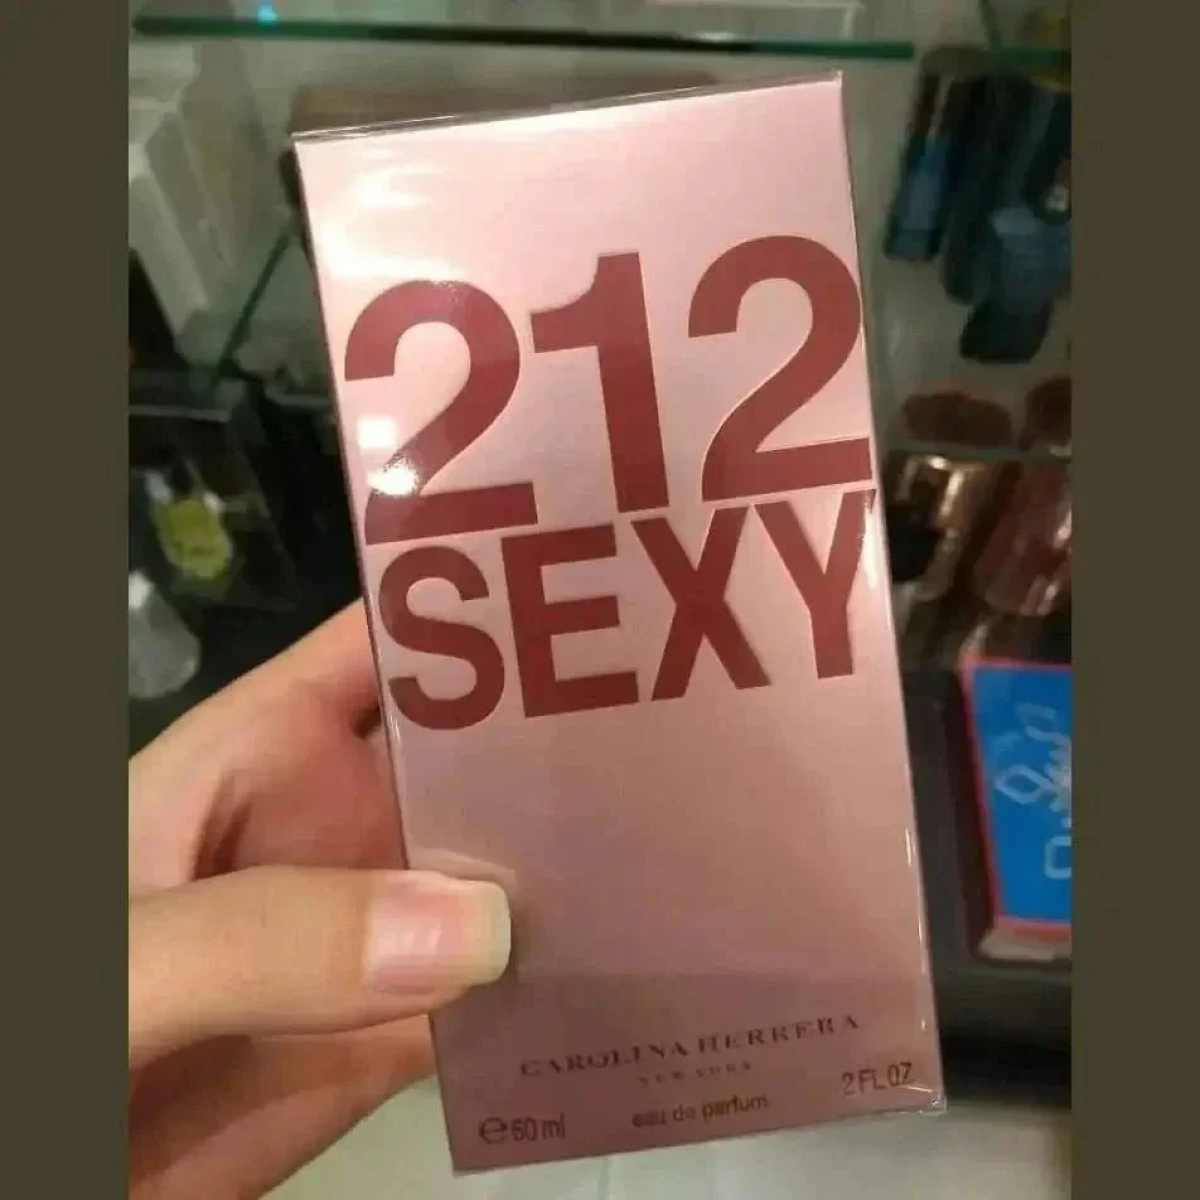 212
SEXY
CAROLINA HERRERA
NEW YORK
℮60 ml eau de parfum 2 FL OZ